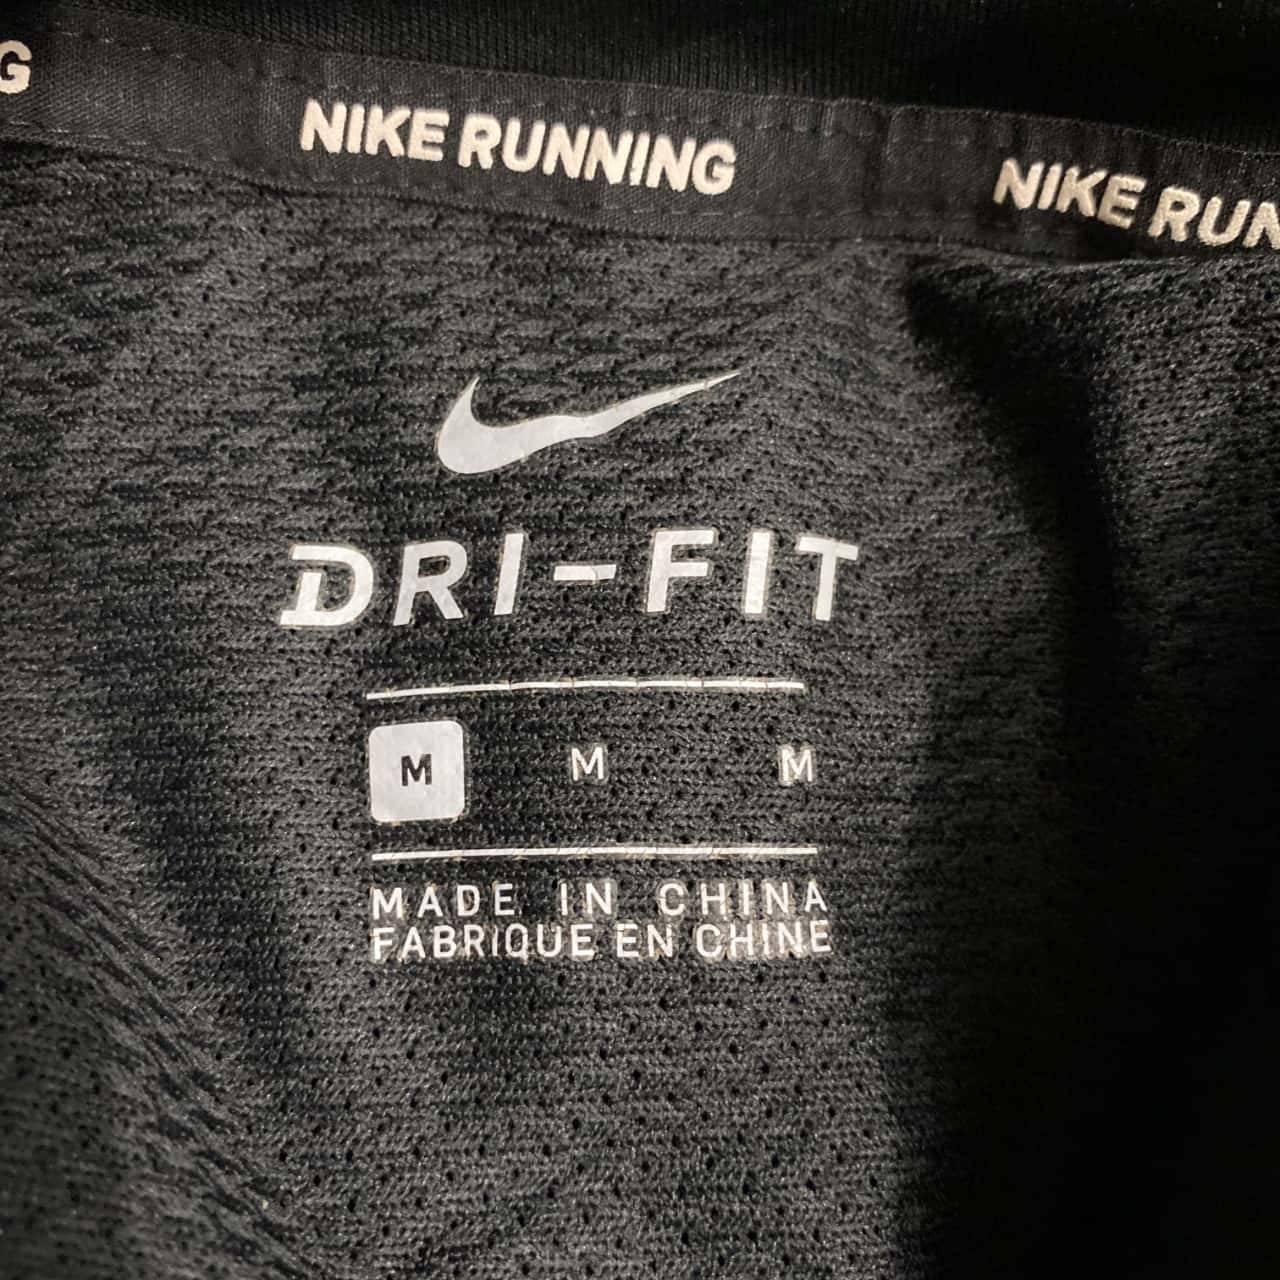 G NIKE RUNNING NIKE RUN
DRI-FIT
M M M
MADE IN CHINA
FABRIQUE EN CHINE